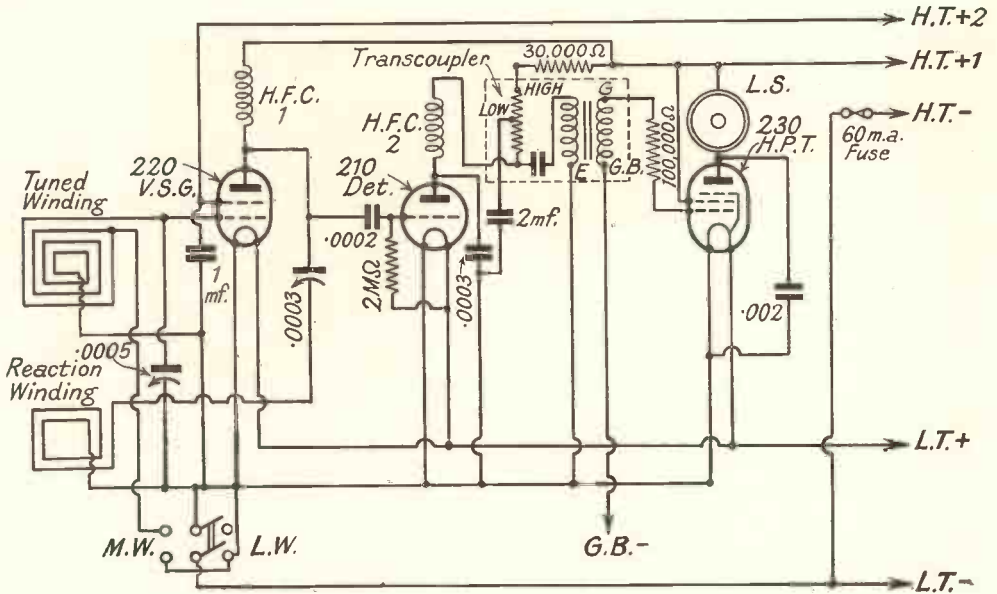 H.T.+2
30.000Ω
H.T.+1
Transcoupler
HIGH
G
L.S.
H.F.C.
1
LOW
H.T.-
H.F.C.
2
60 m.a.
Fuse
220
V.S.G.
210
Det.
230
H.P.T.
E
G.B.
100,000Ω
Tuned
Winding
.0002
2mf.
1
mf.
.0003
2MΩ
.0003
.002
.0005
Reaction
Winding
L.T.+
M.W.
L.W.
G.B.-
L.T.-